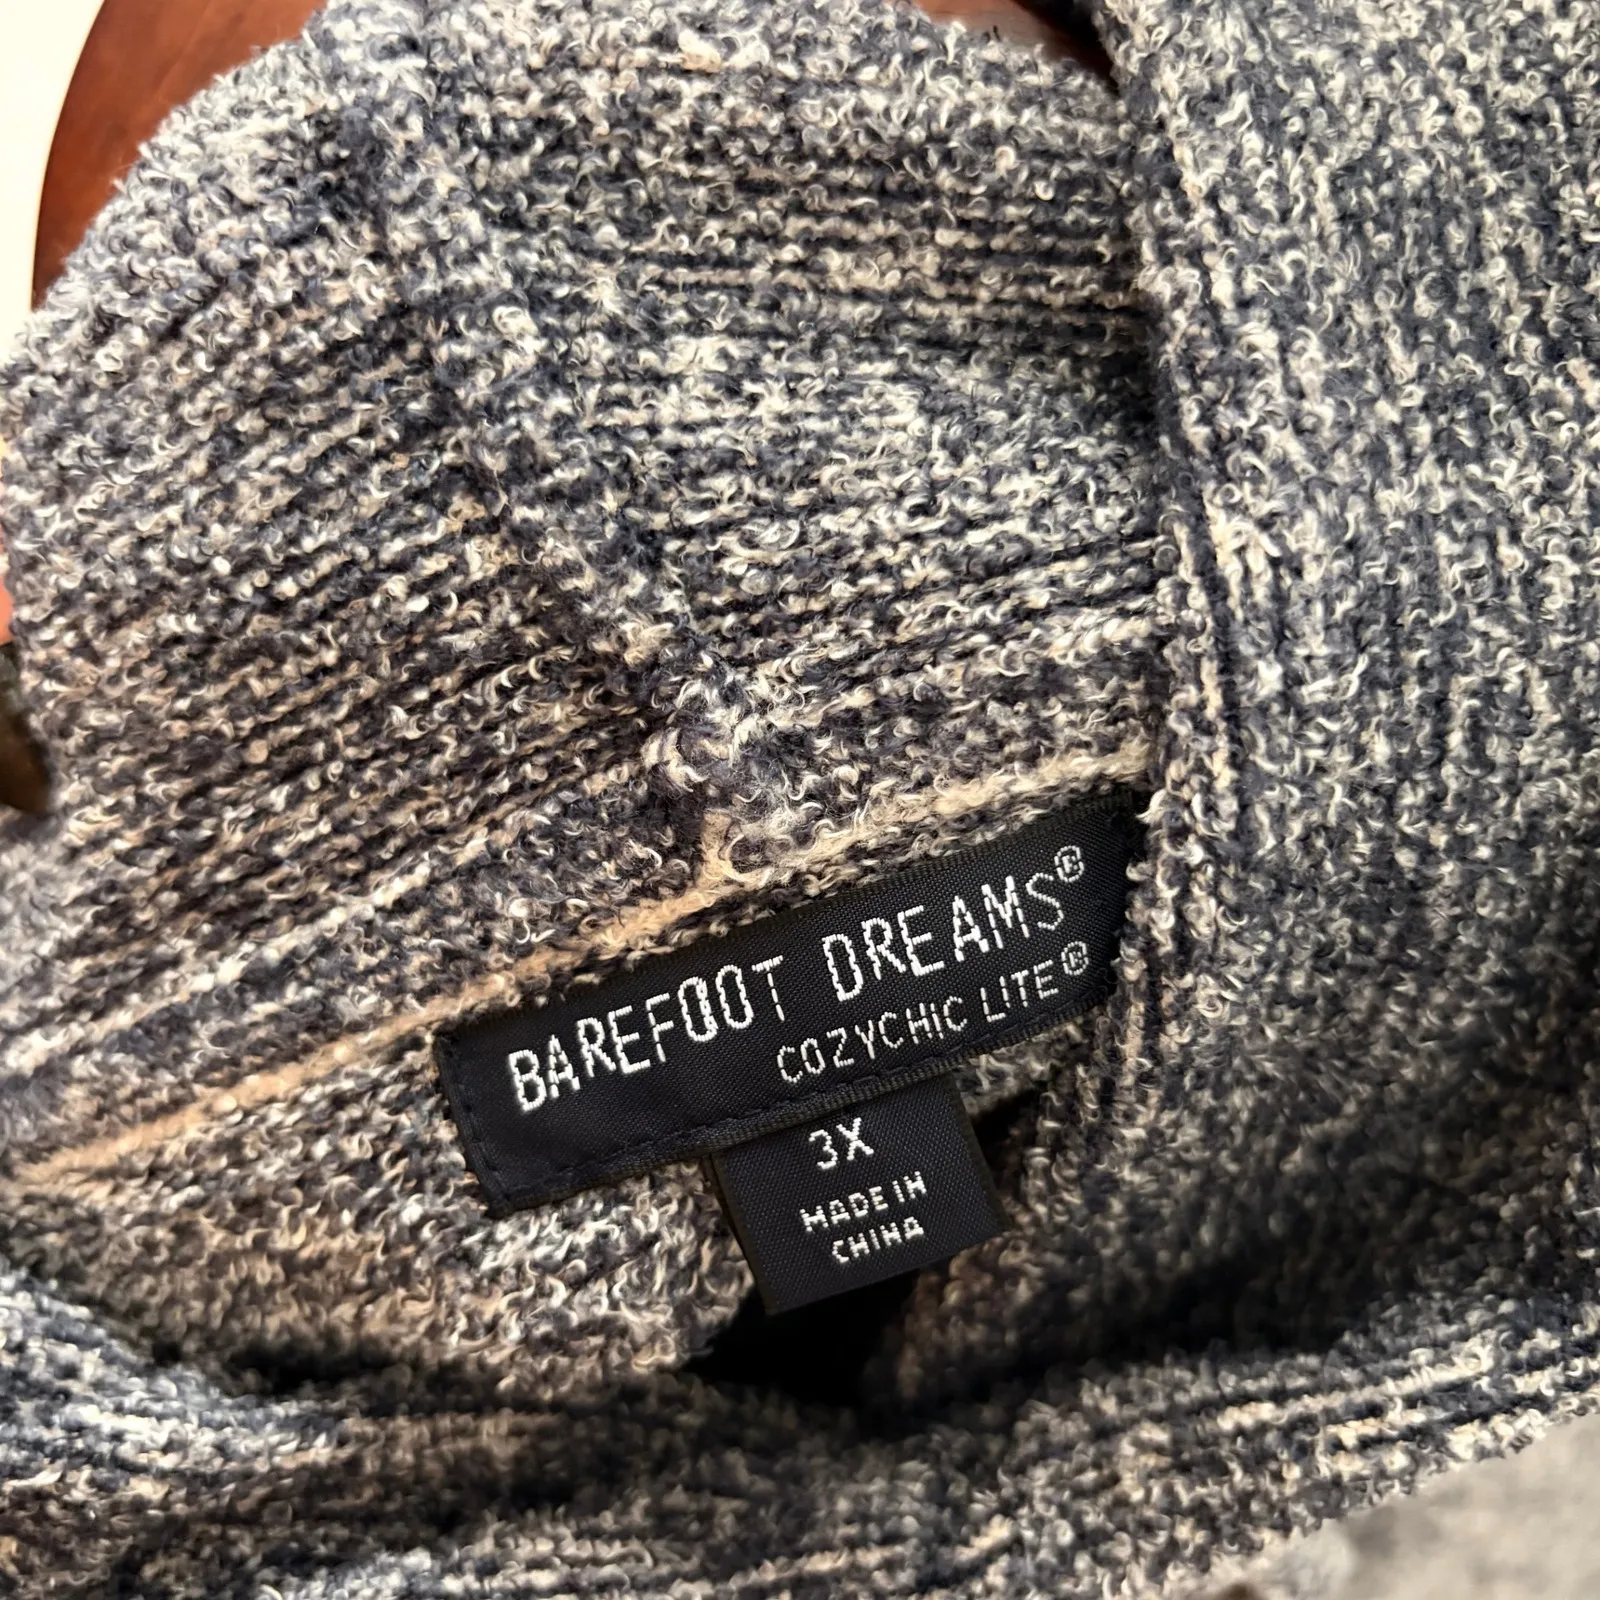 BAREFOOT DREAMS®
COZYCHIC LITE®
3X
MADE IN
CHINA